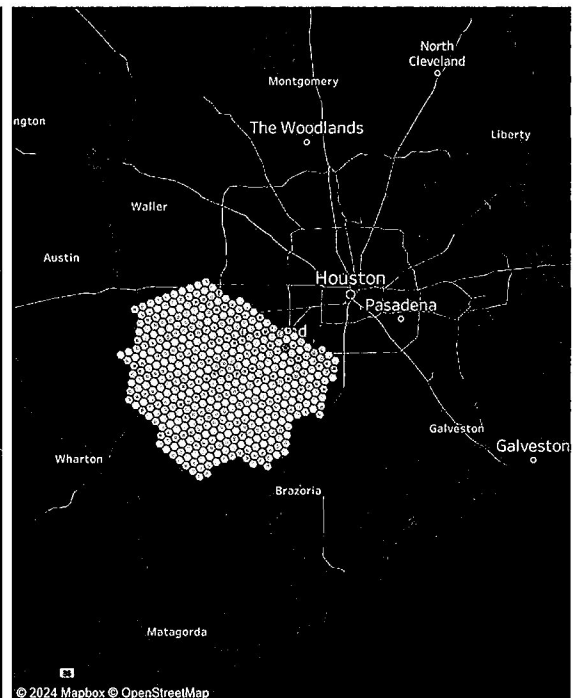 North
Cleveland
Montgomery
ngton
The Woodlands
Liberty
Waller
Austin
Houston
Pasadena
nd
Galveston
Galveston
Wharton
Brazoria
Matagorda
© 2024 Mapbox © OpenStreetMap